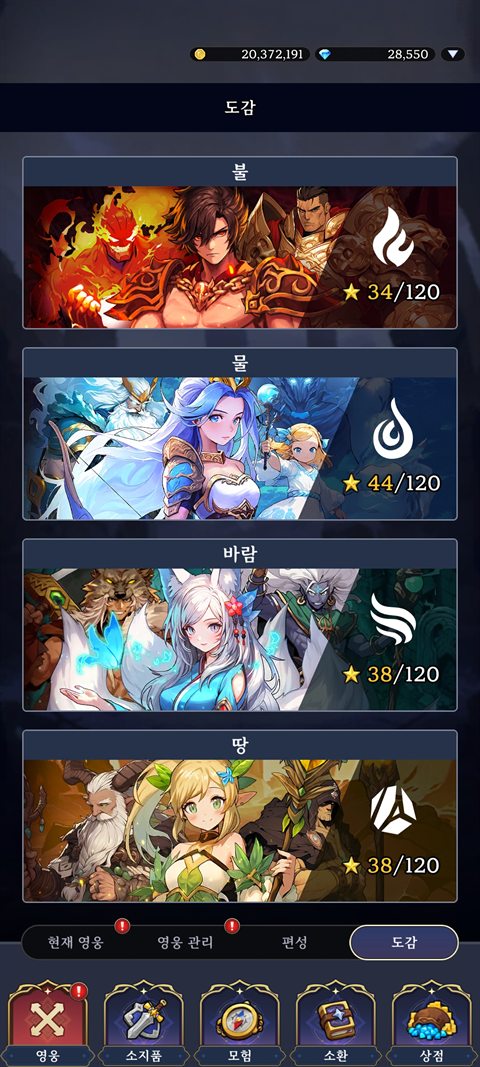 20,372,191 28,550
도감
불
34/120
물
44/120
바람
38/120
땅
38/120
현재 영웅 영웅 관리 편성 도감
영웅 소지품 모험 소환 상점